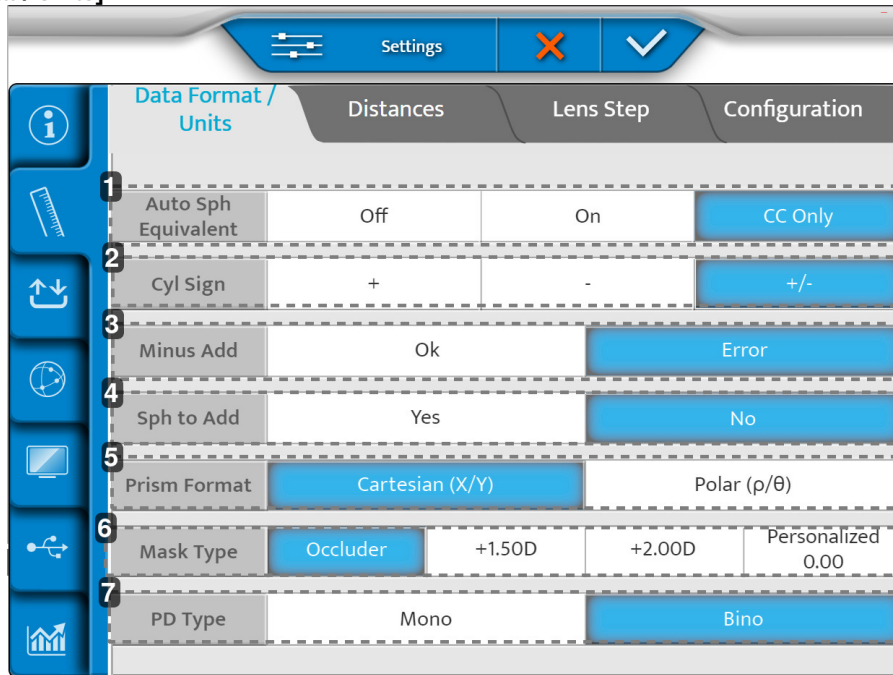 Settings
Data Format /
Units
Distances
Lens Step
Configuration
1
Auto Sph
Equivalent
Off
On
CC Only
2
Cyl Sign
+
-
+/-
3
Minus Add
Ok
Error
4
Sph to Add
Yes
No
5
Prism Format
Cartesian (X/Y)
Polar (ρ/θ)
6
Mask Type
Occluder
+1.50D
+2.00D
Personalized
0.00
7
PD Type
Mono
Bino